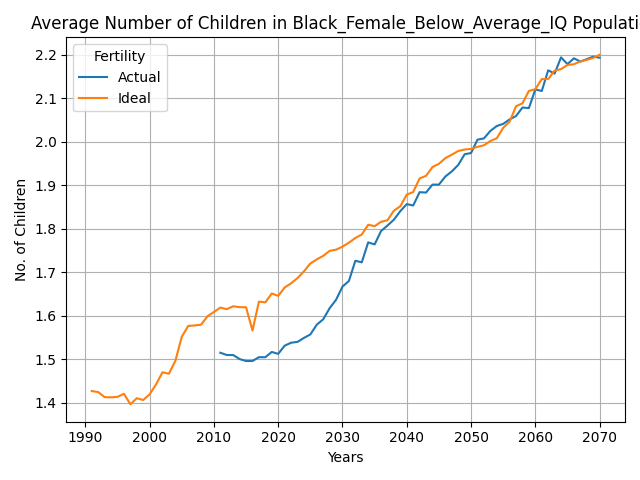 Average Number of Children in Black_Female_Below_Average_IQ Populati
Fertility
Actual
Ideal
2.2
2.1
2.0
1.9
1.8
1.7
1.6
1.5
1.4
No. of Children
1990 2000 2010 2020 2030 2040 2050 2060 2070
Years